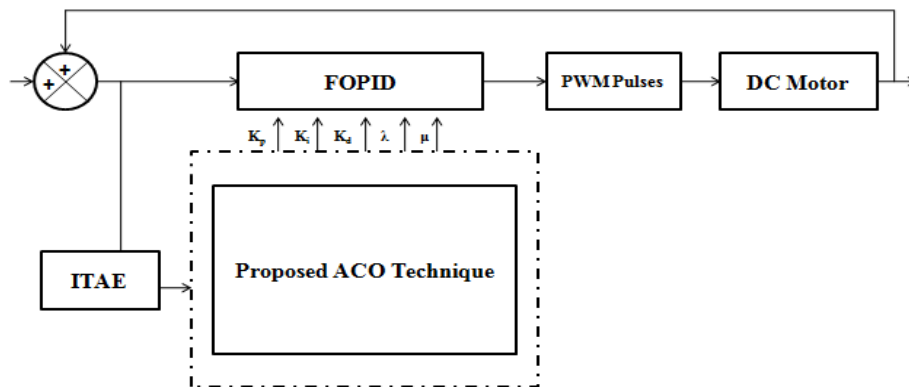 +
+
FOPID
PWM Pulses
DC Motor
Kp Ki Kd λ μ
ITAE
Proposed ACO Technique